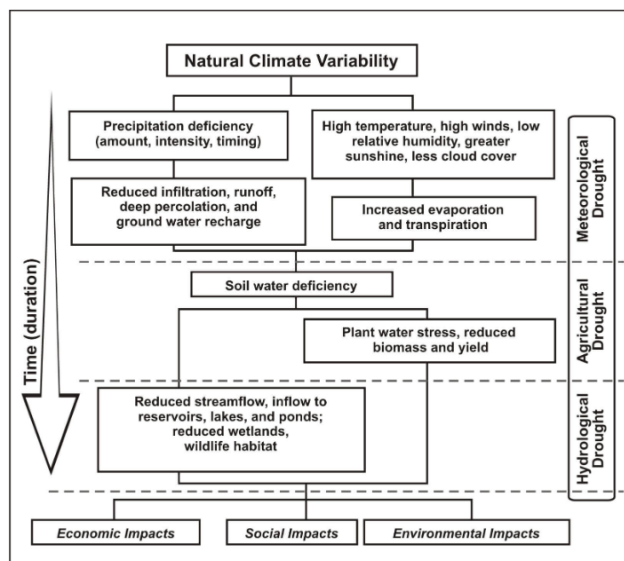 Natural Climate Variability
Precipitation deficiency
(amount, intensity, timing)
High temperature, high winds, low
relative humidity, greater
sunshine, less cloud cover
Reduced infiltration, runoff,
deep percolation, and
ground water recharge
Increased evaporation
and transpiration
Meteorological
Drought
Soil water deficiency
Plant water stress, reduced
biomass and yield
Agricultural
Drought
Reduced streamflow, inflow to
reservoirs, lakes, and ponds;
reduced wetlands,
wildlife habitat
Hydrological
Drought
Time (duration)
Economic Impacts
Social Impacts
Environmental Impacts